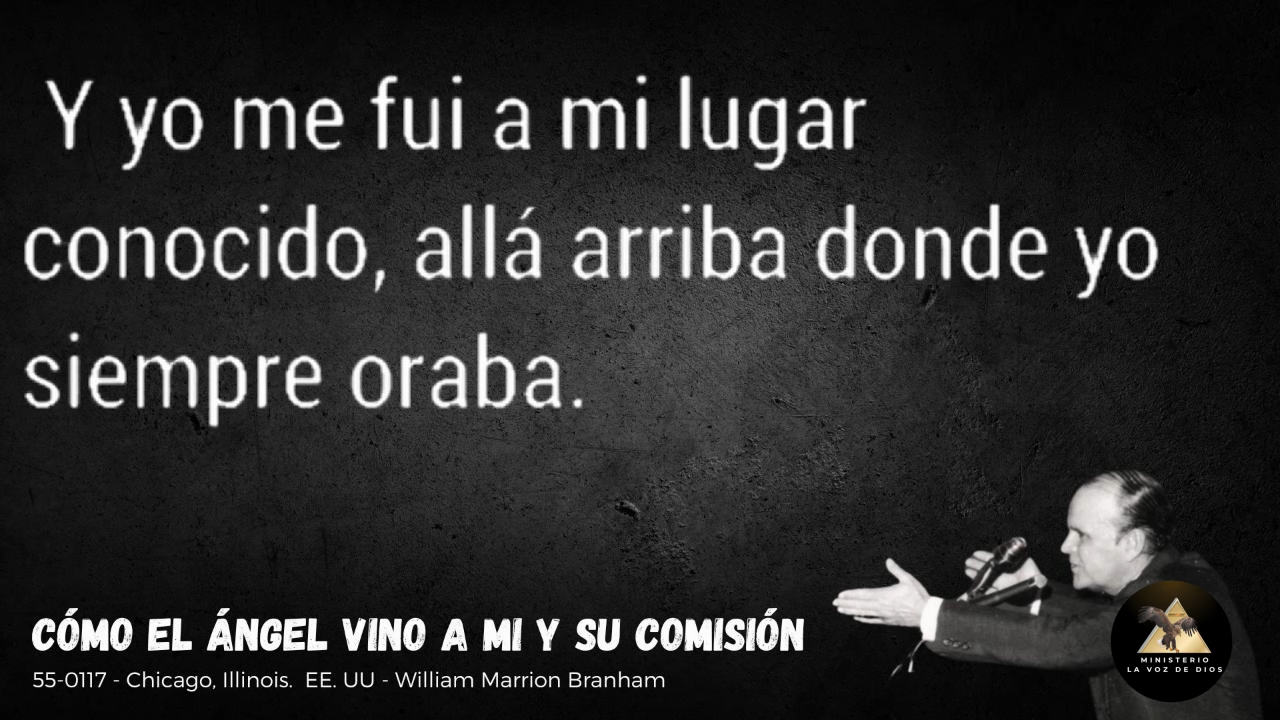 Y yo me fui a mi lugar
conocido, allá arriba donde yo
siempre oraba.
CÓMO EL ÁNGEL VINO A MI Y SU COMISIÓN
55-0117 - Chicago, Illinois. EE. UU - William Marrion Branham
MINISTERIO
LA VOZ DE DIOS